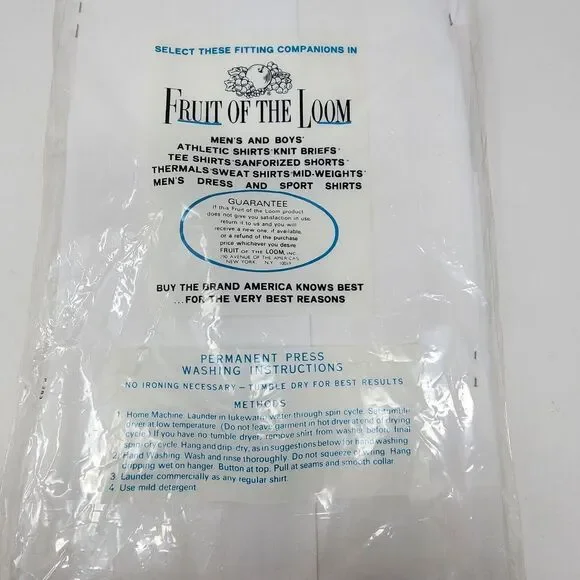 SELECT THESE FITTING COMPANIONS IN
FRUIT OF THE LOOM
MEN'S AND BOYS'
ATHLETIC SHIRTS·KNIT BRIEFS·
TEE SHIRTS·SANFORIZED SHORTS·
THERMALS·SWEAT SHIRTS·MID-WEIGHTS·
MEN'S DRESS AND SPORT SHIRTS
GUARANTEE
If this Fruit of the Loom product
does not give you satisfaction in use,
return it to us and you will
receive a new one, if available,
or a refund of the purchase
price whichever you desire
FRUIT OF THE LOOM, INC.
AVENUE OF THE AMERICAS
NEW YORK, N.Y.
BUY THE BRAND AMERICA KNOWS BEST
...FOR THE VERY BEST REASONS
PERMANENT PRESS
WASHING INSTRUCTIONS
NO IRONING NECESSARY – TUMBLE DRY FOR BEST RESULTS
METHODS
1. Home Machine. Launder in lukewarm water through spin cycle. Set tumble
dryer at low temperature. (Do not leave garment in hot dryer at end of drying
cycle.) If you have no tumble dryer, remove shirt from washer before final
spin dry cycle. Hang and drip dry, as in suggestions below for hand washing
2. Hand Washing. Wash and rinse thoroughly. Do not squeeze or wring. Hang
dripping wet on hanger. Button at top. Pull at seams and smooth collar
3. Launder commercially as any regular shirt.
4. Use mild detergent